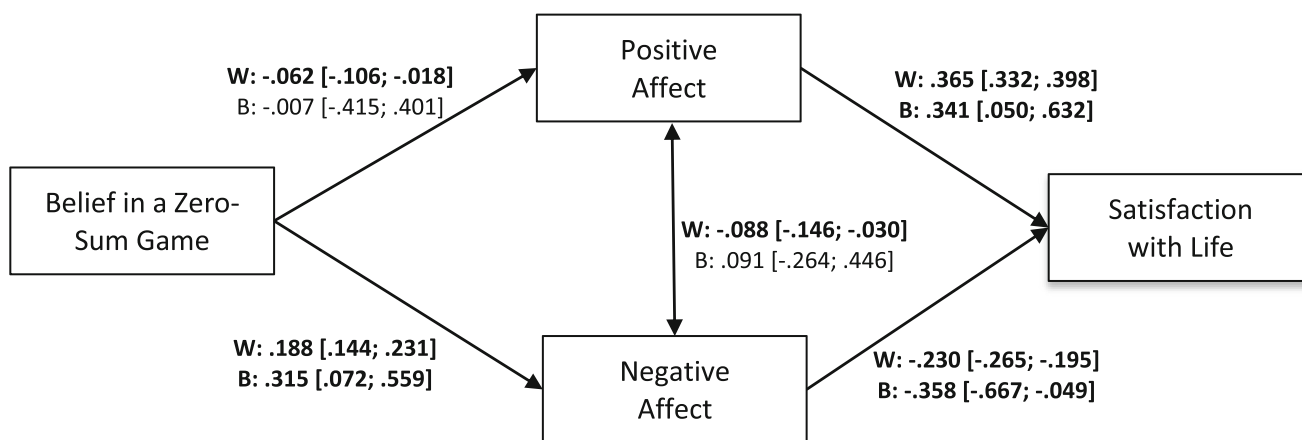 Positive
Affect
W: -.062 [-.106; -.018]
B: -.007 [-.415; .401]
W: .365 [.332; .398]
B: .341 [.050; .632]
Belief in a Zero-
Sum Game
W: -.088 [-.146; -.030]
B: .091 [-.264; .446]
Satisfaction
with Life
W: .188 [.144; .231]
B: .315 [.072; .559]
Negative
Affect
W: -.230 [-.265; -.195]
B: -.358 [-.667; -.049]